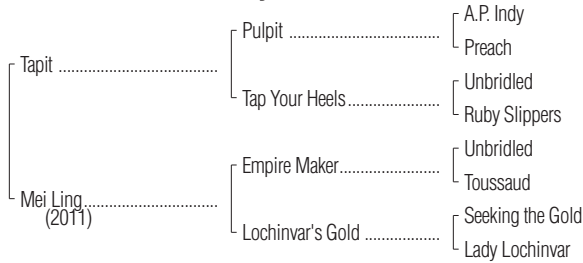 A.P. Indy
Pulpit ..............................
Preach
Tapit .....................................
Unbridled
Tap Your Heels...................
Ruby Slippers
Unbridled
Empire Maker.....................
Toussaud
Mei Ling...............................
(2011)
Seeking the Gold
Lochinvar's Gold ..................
Lady Lochinvar